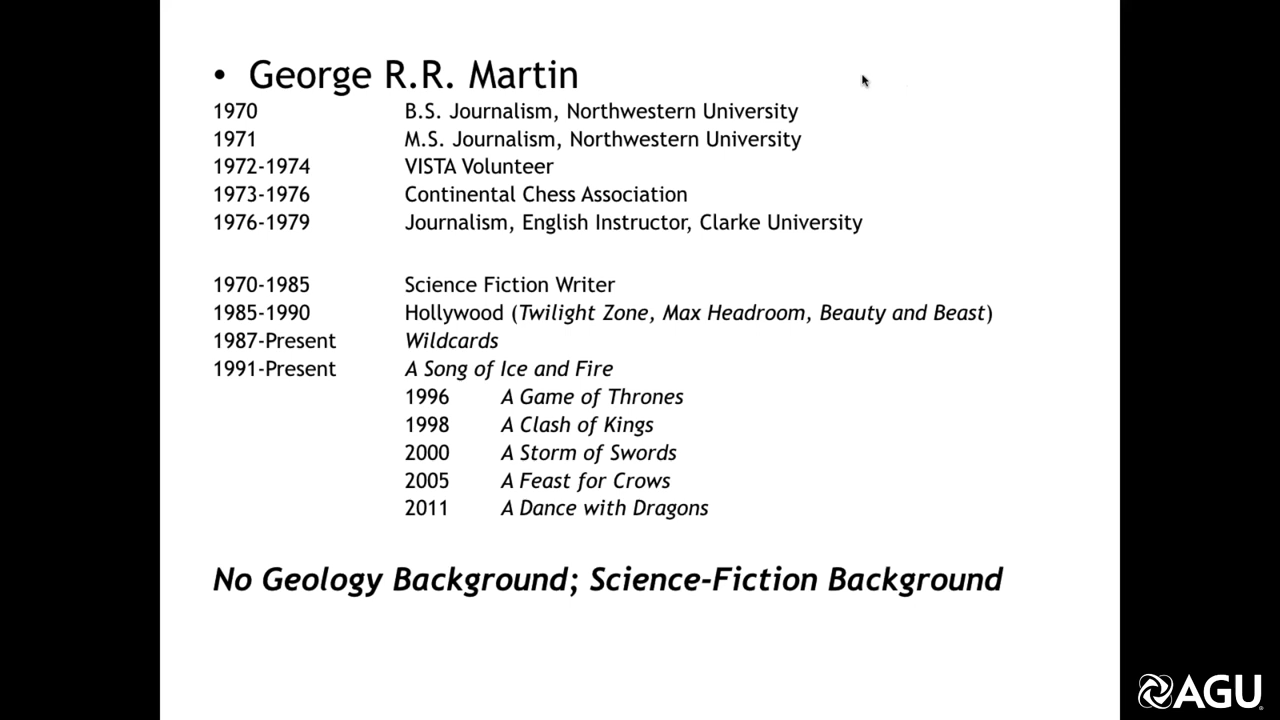 • George R.R. Martin
1970 B.S. Journalism, Northwestern University
1971 M.S. Journalism, Northwestern University
1972-1974 VISTA Volunteer
1973-1976 Continental Chess Association
1976-1979 Journalism, English Instructor, Clarke University
1970-1985 Science Fiction Writer
1985-1990 Hollywood (Twilight Zone, Max Headroom, Beauty and Beast)
1987-Present Wildcards
1991-Present A Song of Ice and Fire
1996 A Game of Thrones
1998 A Clash of Kings
2000 A Storm of Swords
2005 A Feast for Crows
2011 A Dance with Dragons
No Geology Background; Science-Fiction Background
AGU